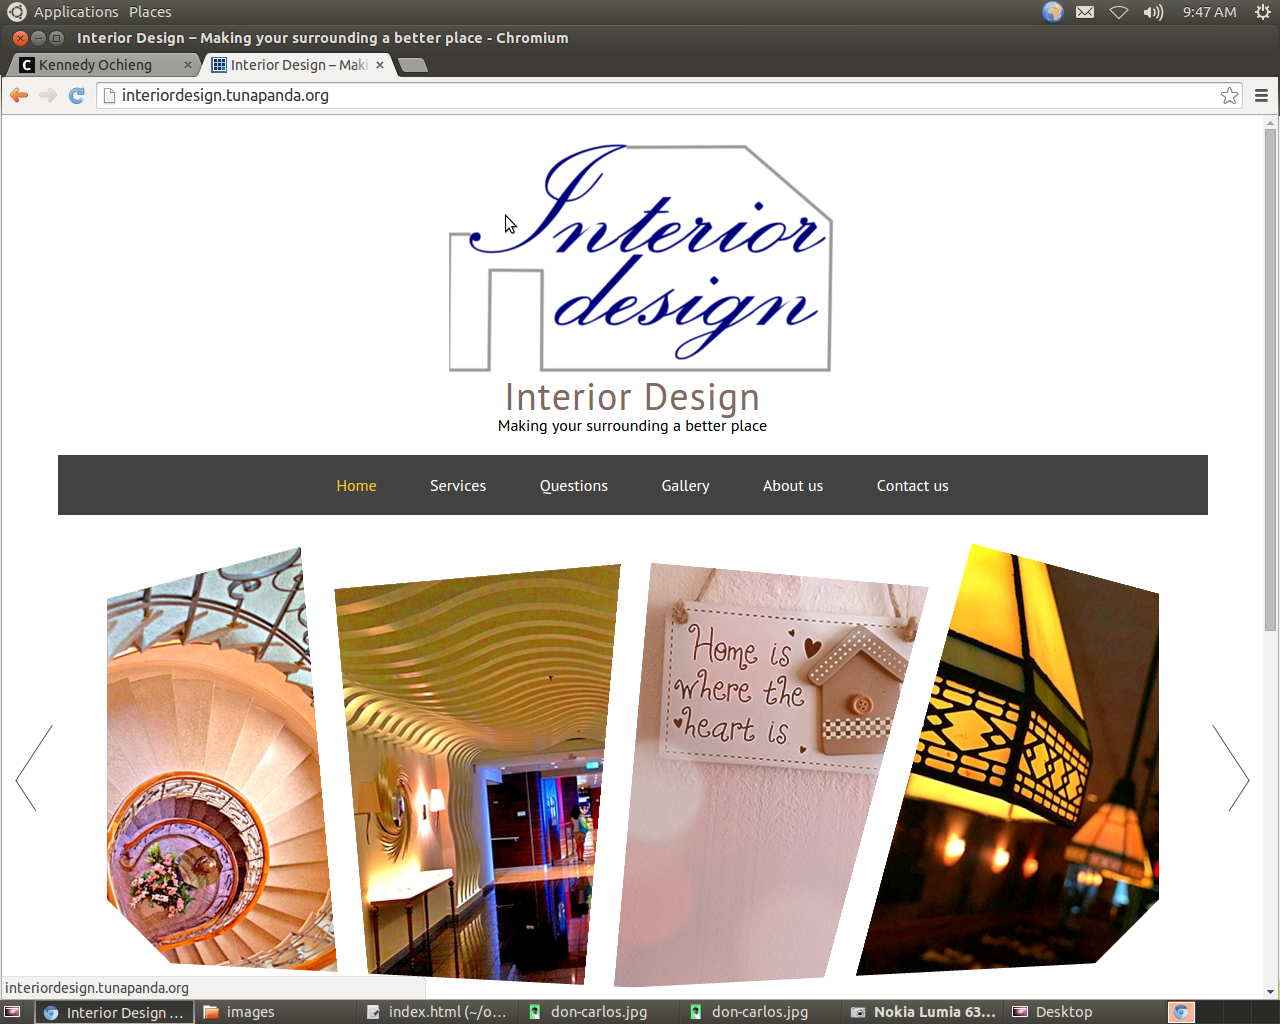 Applications Places 9:47 AM
Interior Design – Making your surrounding a better place - Chromium
C Kennedy Ochieng Interior Design – Maki
interiordesign.tunapanda.org
Interior
design
Interior Design
Making your surrounding a better place
Home Services Questions Gallery About us Contact us
Home is
where the
heart is
interiordesign.tunapanda.org
Interior Design ... images index.html (~/o... don-carlos.jpg don-carlos.jpg Nokia Lumia 63... Desktop